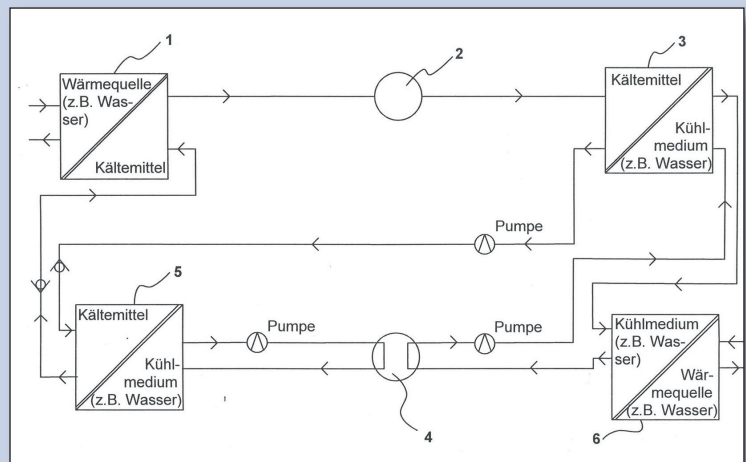 1
2
3
Wärmequelle
(z.B. Was-
ser)
Kältemittel
Kältemittel
Kühl-
medium
(z.B. Wasser)
Pumpe
5
Kältemittel
Kühl-
medium
(z.B. Wasser)
Pumpe
Pumpe
4
Kühlmedium
(z.B. Was-
ser)
Wär-
mequelle
(z.B. Wasser)
6